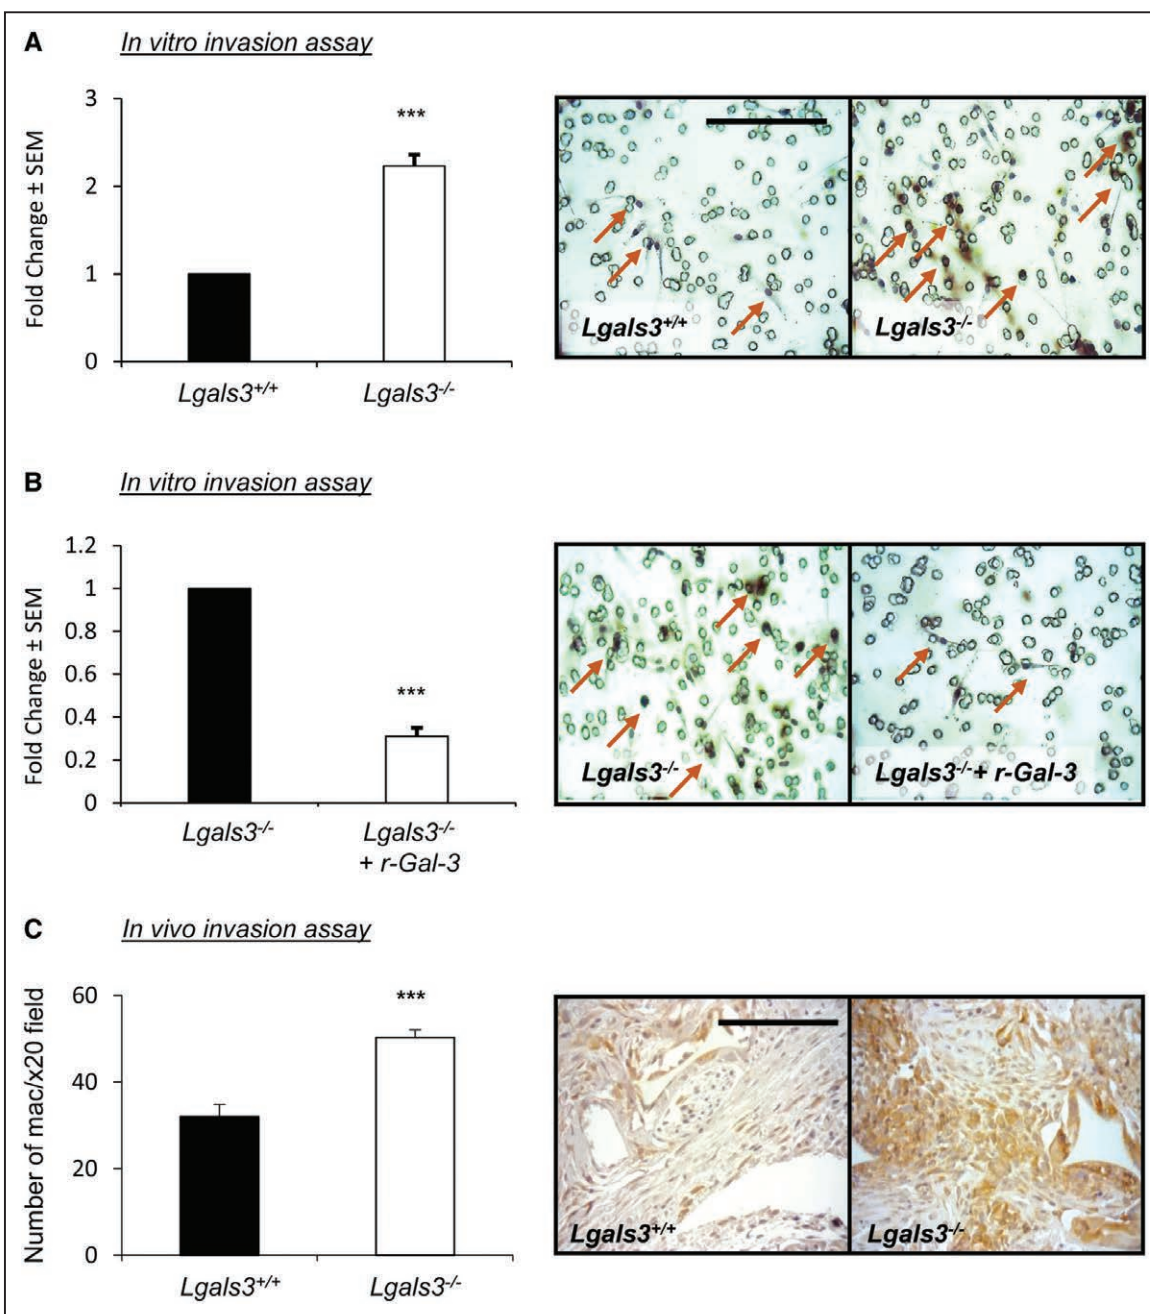 A In vitro invasion assay
Fold Change ± SEM
3
2
1
0
***
Lgals3+/+ Lgals3-/-
Lgals3+/+ Lgals3-/-
B In vitro invasion assay
Fold Change ± SEM
1.2
1
0.8
0.6
0.4
0.2
0
***
Lgals3-/- Lgals3-/-
+ r-Gal-3
Lgals3-/- Lgals3-/- + r-Gal-3
C In vivo invasion assay
Number of mac/x20 field
60
40
20
0
***
Lgals3+/+ Lgals3-/-
Lgals3+/+ Lgals3-/-